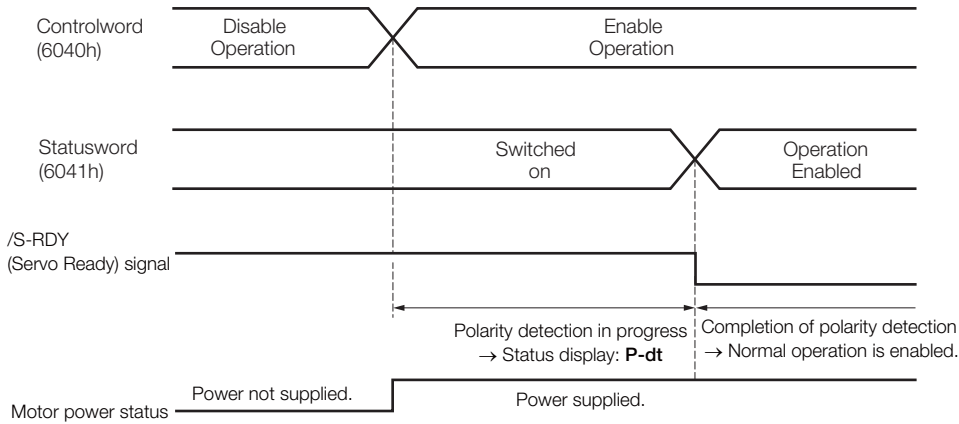 Controlword
(6040h)
Disable
Operation
Enable
Operation
Statusword
(6041h)
Switched
on
Operation
Enabled
/S-RDY
(Servo Ready) signal
Polarity detection in progress
→ Status display: P-dt
Completion of polarity detection
→ Normal operation is enabled.
Motor power status
Power not supplied.
Power supplied.